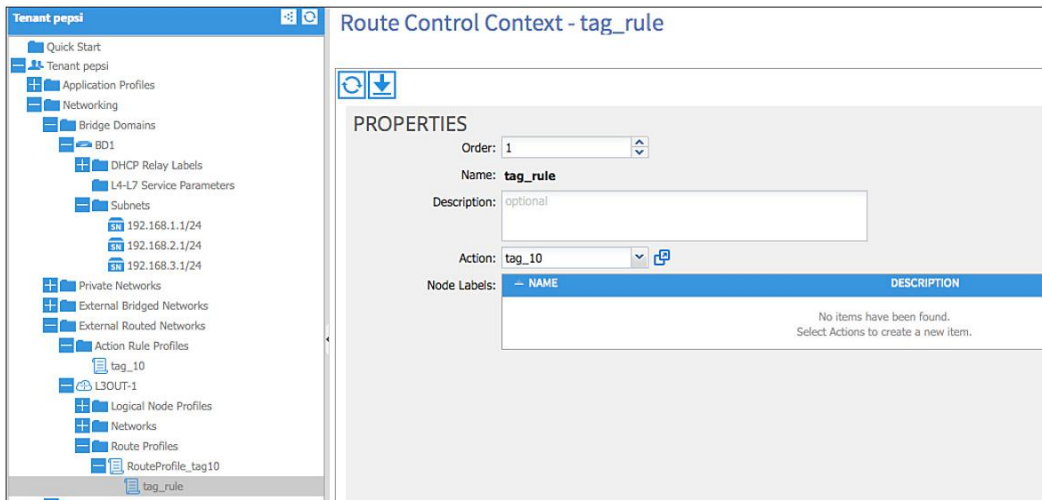 Tenant pepsi
Quick Start
Tenant pepsi
Application Profiles
Networking
Bridge Domains
BD1
DHCP Relay Labels
L4-L7 Service Parameters
Subnets
SN 192.168.1.1/24
SN 192.168.2.1/24
SN 192.168.3.1/24
Private Networks
External Bridged Networks
External Routed Networks
Action Rule Profiles
tag_10
L3OUT-1
Logical Node Profiles
Networks
Route Profiles
RouteProfile_tag10
tag_rule
Route Control Context - tag_rule
PROPERTIES
Order: 1
Name: tag_rule
Description: optional
Action: tag_10
Node Labels:
NAME DESCRIPTION
No items have been found.
Select Actions to create a new item.